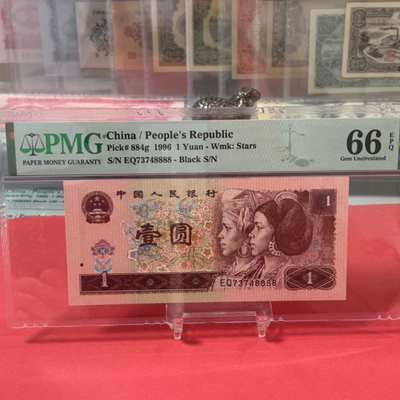 PMG
PAPER MONEY GUARANTY
China / People's Republic
Pick# 884g 1996 1 Yuan - Wmk: Stars
S/N EQ73748888 - Black S/N
66
EPQ
Gem Uncirculated
中国人民银行
1
壹圆
1
1
EQ73748888